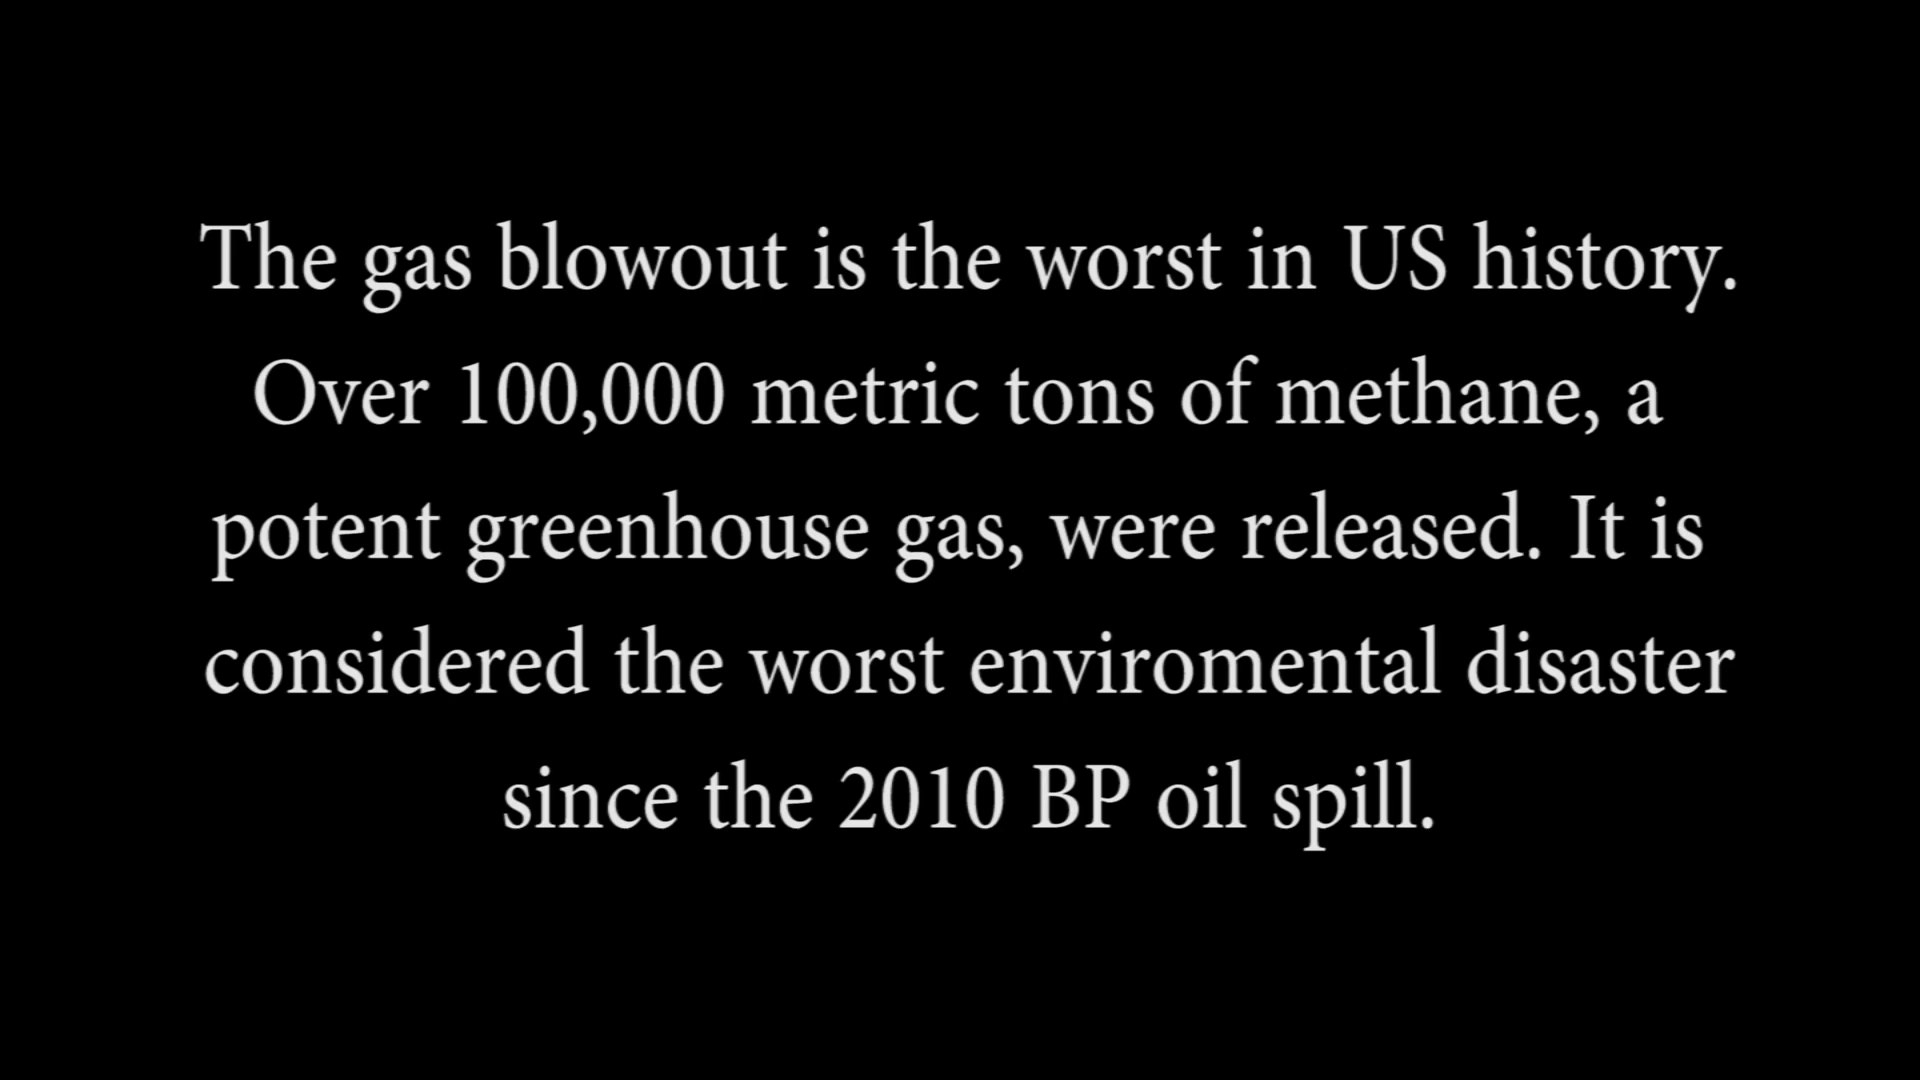 The gas blowout is the worst in US history.
Over 100,000 metric tons of methane, a
potent greenhouse gas, were released. It is
considered the worst enviromental disaster
since the 2010 BP oil spill.